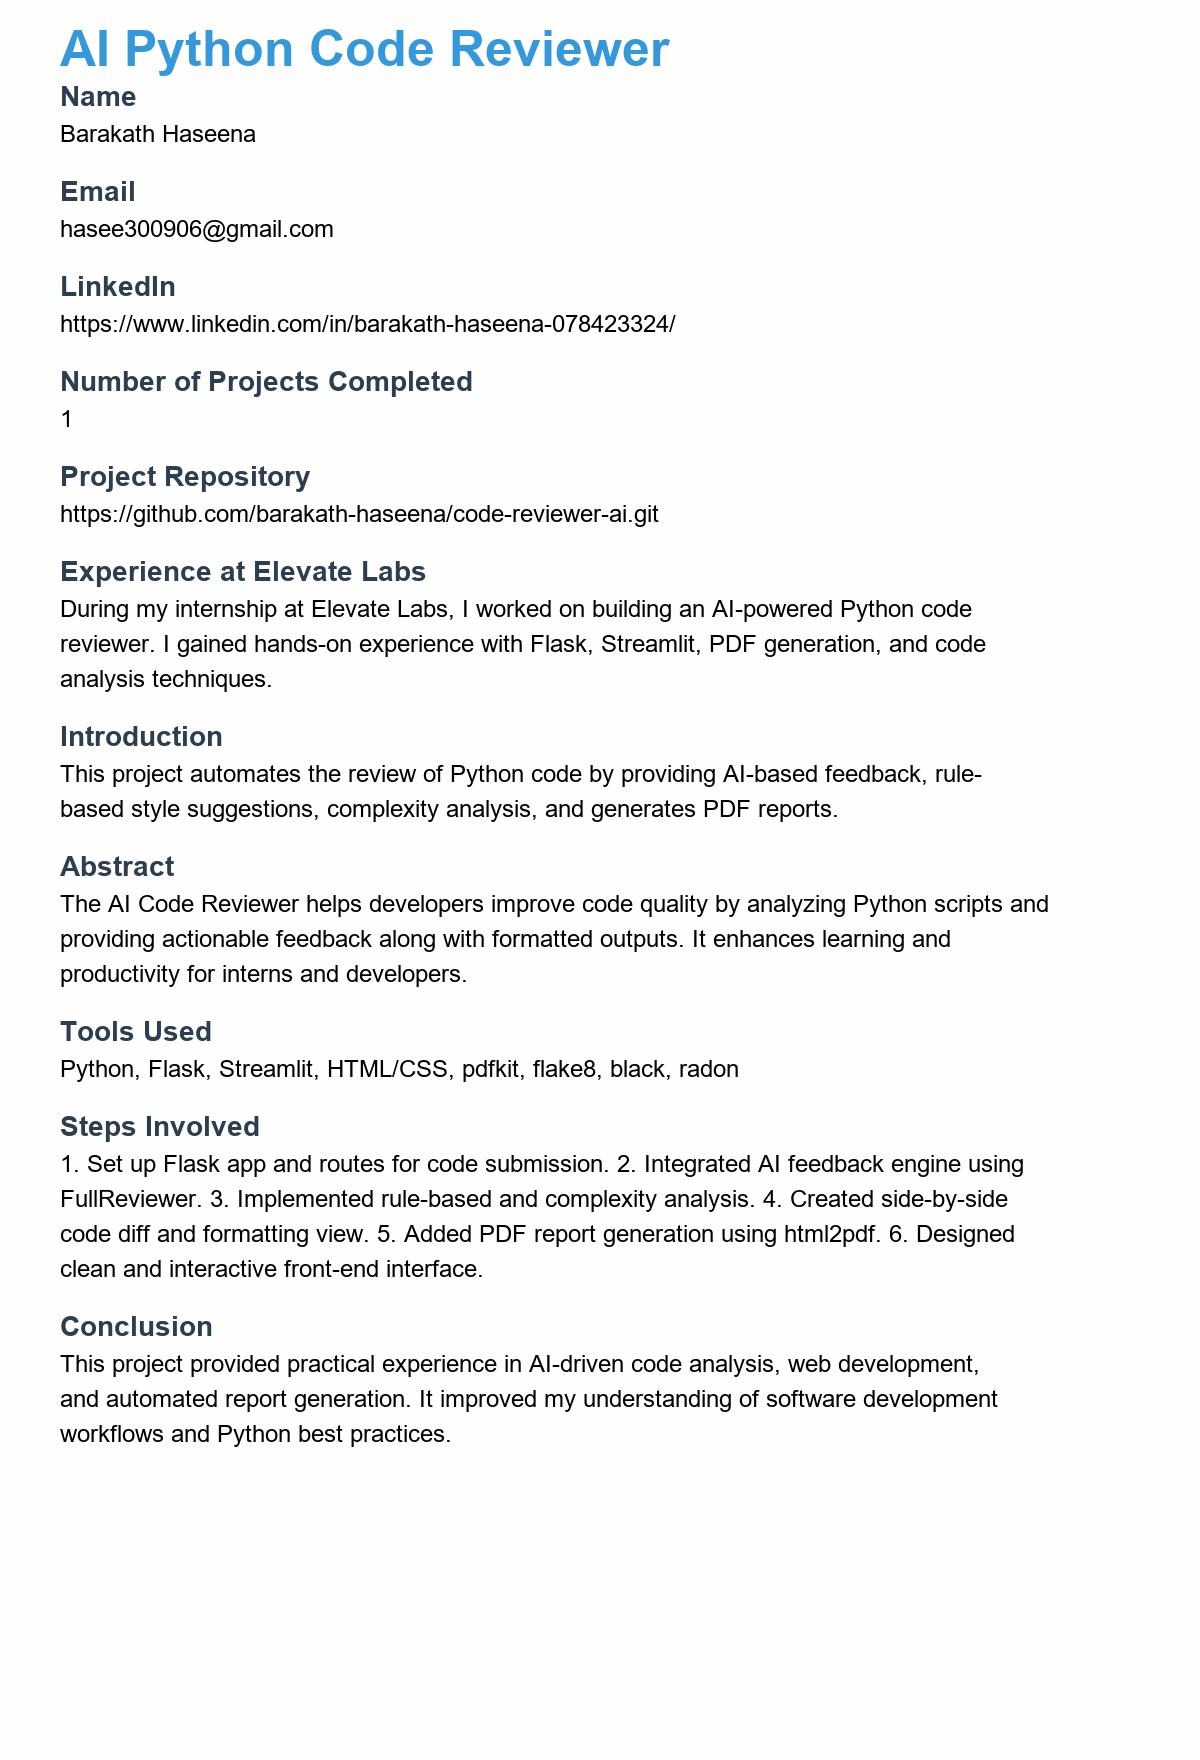 AI Python Code Reviewer
Name
Barakath Haseena
Email
hasee300906@gmail.com
LinkedIn
https://www.linkedin.com/in/barakath-haseena-078423324/
Number of Projects Completed
1
Project Repository
https://github.com/barakath-haseena/code-reviewer-ai.git
Experience at Elevate Labs
During my internship at Elevate Labs, I worked on building an AI-powered Python code
reviewer. I gained hands-on experience with Flask, Streamlit, PDF generation, and code
analysis techniques.
Introduction
This project automates the review of Python code by providing AI-based feedback, rule-
based style suggestions, complexity analysis, and generates PDF reports.
Abstract
The AI Code Reviewer helps developers improve code quality by analyzing Python scripts and
providing actionable feedback along with formatted outputs. It enhances learning and
productivity for interns and developers.
Tools Used
Python, Flask, Streamlit, HTML/CSS, pdfkit, flake8, black, radon
Steps Involved
1. Set up Flask app and routes for code submission. 2. Integrated AI feedback engine using
FullReviewer. 3. Implemented rule-based and complexity analysis. 4. Created side-by-side
code diff and formatting view. 5. Added PDF report generation using html2pdf. 6. Designed
clean and interactive front-end interface.
Conclusion
This project provided practical experience in AI-driven code analysis, web development,
and automated report generation. It improved my understanding of software development
workflows and Python best practices.